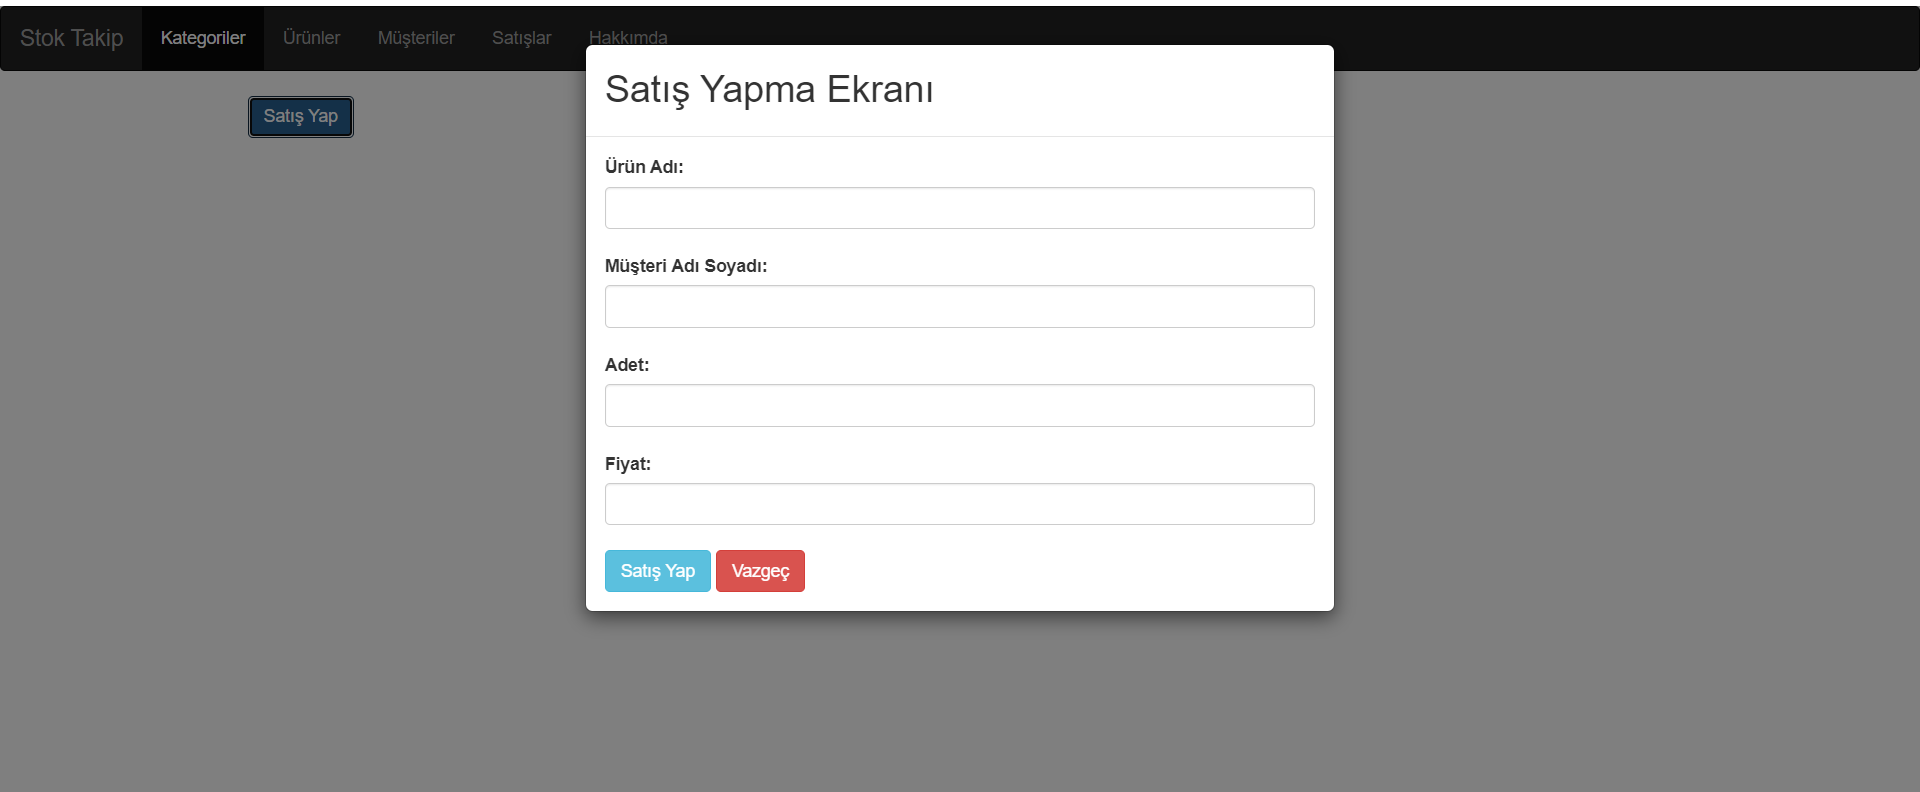 Stok Takip Kategoriler Ürünler Müşteriler Satışlar Hakkımda
Satış Yap
Satış Yapma Ekranı
Ürün Adı:
Müşteri Adı Soyadı:
Adet:
Fiyat:
Satış Yap Vazgeç